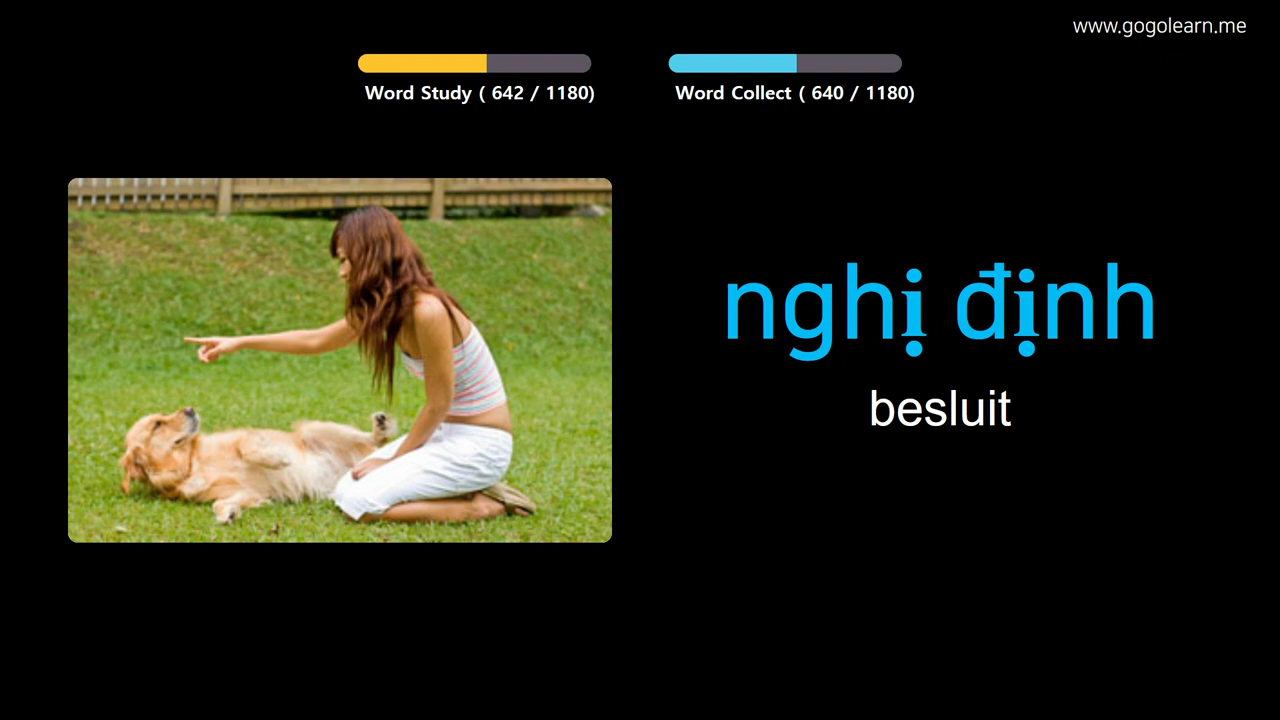 www.gogolearn.me
Word Study ( 642 / 1180)
Word Collect ( 640 / 1180)
nghị định
besluit